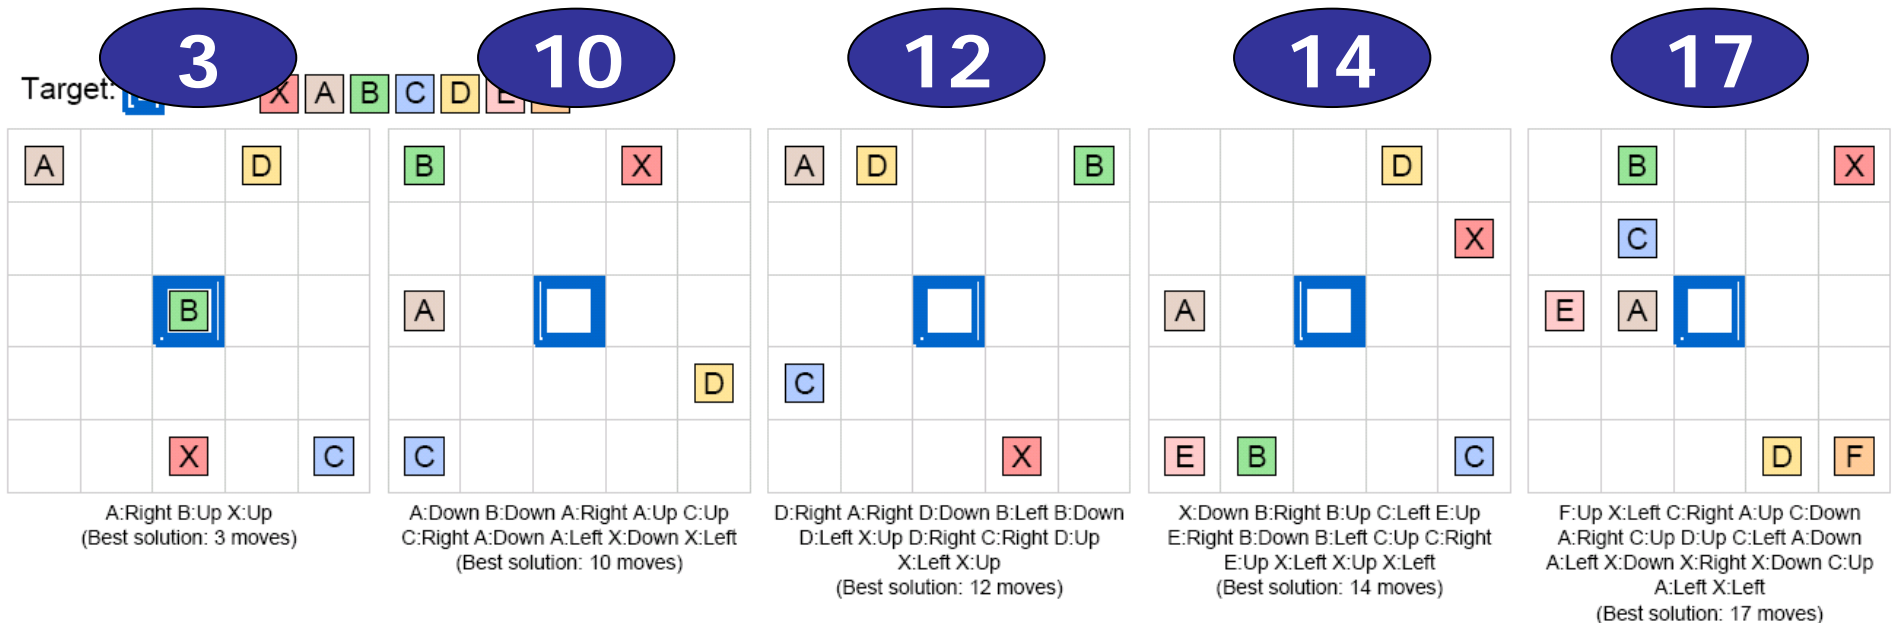 3 10 12 14 17
Target: X A B C D E
A D B X A D B D B X
X C
B A A E A
D C C
X C C X E B C D F
A:Right B:Up X:Up
(Best solution: 3 moves)
A:Down B:Down A:Right A:Up C:Up
C:Right A:Down A:Left X:Down X:Left
(Best solution: 10 moves)
D:Right A:Right D:Down B:Left B:Down
D:Left X:Up D:Right C:Right D:Up
X:Left X:Up
(Best solution: 12 moves)
X:Down B:Right B:Up C:Left E:Up
E:Right B:Down B:Left C:Up C:Right
E:Up X:Left X:Up X:Left
(Best solution: 14 moves)
F:Up X:Left C:Right A:Up C:Down
A:Right C:Up D:Up C:Left A:Down
A:Left X:Down X:Right X:Down C:Up
A:Left X:Left
(Best solution: 17 moves)